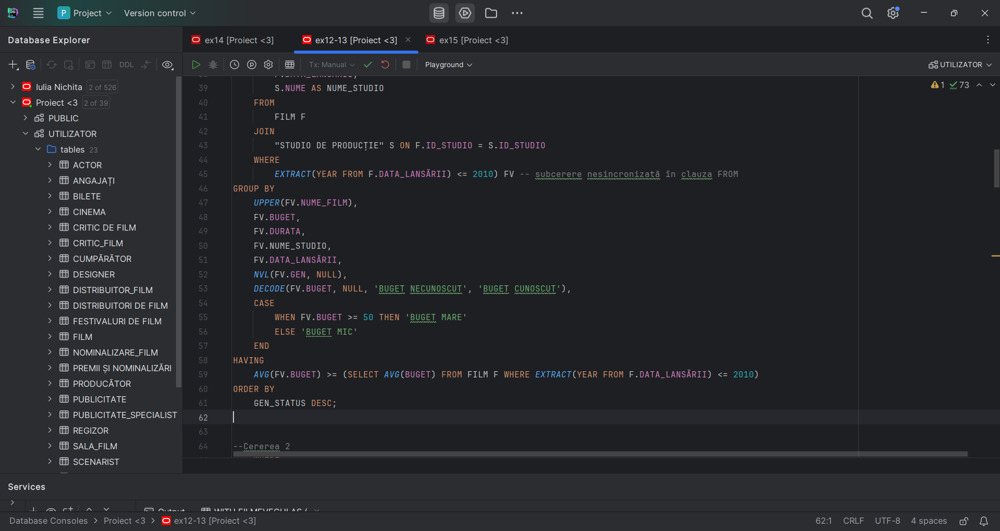 DG
P Project
Version control
Database Explorer
ex14 [Proiect <3]
ex12-13 [Proiect <3]
ex15 [Proiect <3]
DDL
Tx: Manual
Playground
UTILIZATOR
1
73
Iulia Nichita 2 of 526
Proiect <3 2 of 39
PUBLIC
UTILIZATOR
tables 23
ACTOR
ANGAJAȚI
BILETE
CINEMA
CRITIC DE FILM
CRITIC_FILM
CUMPĂRĂTOR
DESIGNER
DISTRIBUITOR_FILM
DISTRIBUITORI DE FILM
FESTIVALURI DE FILM
FILM
NOMINALIZARE_FILM
PREMII ȘI NOMINALIZĂRI
PRODUCĂTOR
PUBLICITATE
PUBLICITATE_SPECIALIST
REGIZOR
SALA_FILM
SCENARIST
39 S.NUME AS NUME_STUDIO
40 FROM
41 FILM F
42 JOIN
43 "STUDIO DE PRODUCȚIE" S ON F.ID_STUDIO = S.ID_STUDIO
44 WHERE
45 EXTRACT(YEAR FROM F.DATA_LANSĂRII) <= 2010) FV -- subcerere nesincronizată în clauza FROM
46 GROUP BY
47 UPPER(FV.NUME_FILM),
48 FV.BUGET,
49 FV.DURATA,
50 FV.NUME_STUDIO,
51 FV.DATA_LANSĂRII,
52 NVL(FV.GEN, NULL),
53 DECODE(FV.BUGET, NULL, 'BUGET NECUNOSCUT', 'BUGET CUNOSCUT'),
54 CASE
55 WHEN FV.BUGET >= 50 THEN 'BUGET MARE'
56 ELSE 'BUGET MIC'
57 END
58 HAVING
59 AVG(FV.BUGET) >= (SELECT AVG(BUGET) FROM FILM F WHERE EXTRACT(YEAR FROM F.DATA_LANSĂRII) <= 2010)
60 ORDER BY
61 GEN_STATUS DESC;
62
63
64 --Cererea 2
Services
Output
Database Consoles > Proiect <3 > ex12-13 [Proiect <3]
62:1
CRLF
UTF-8
4 spaces